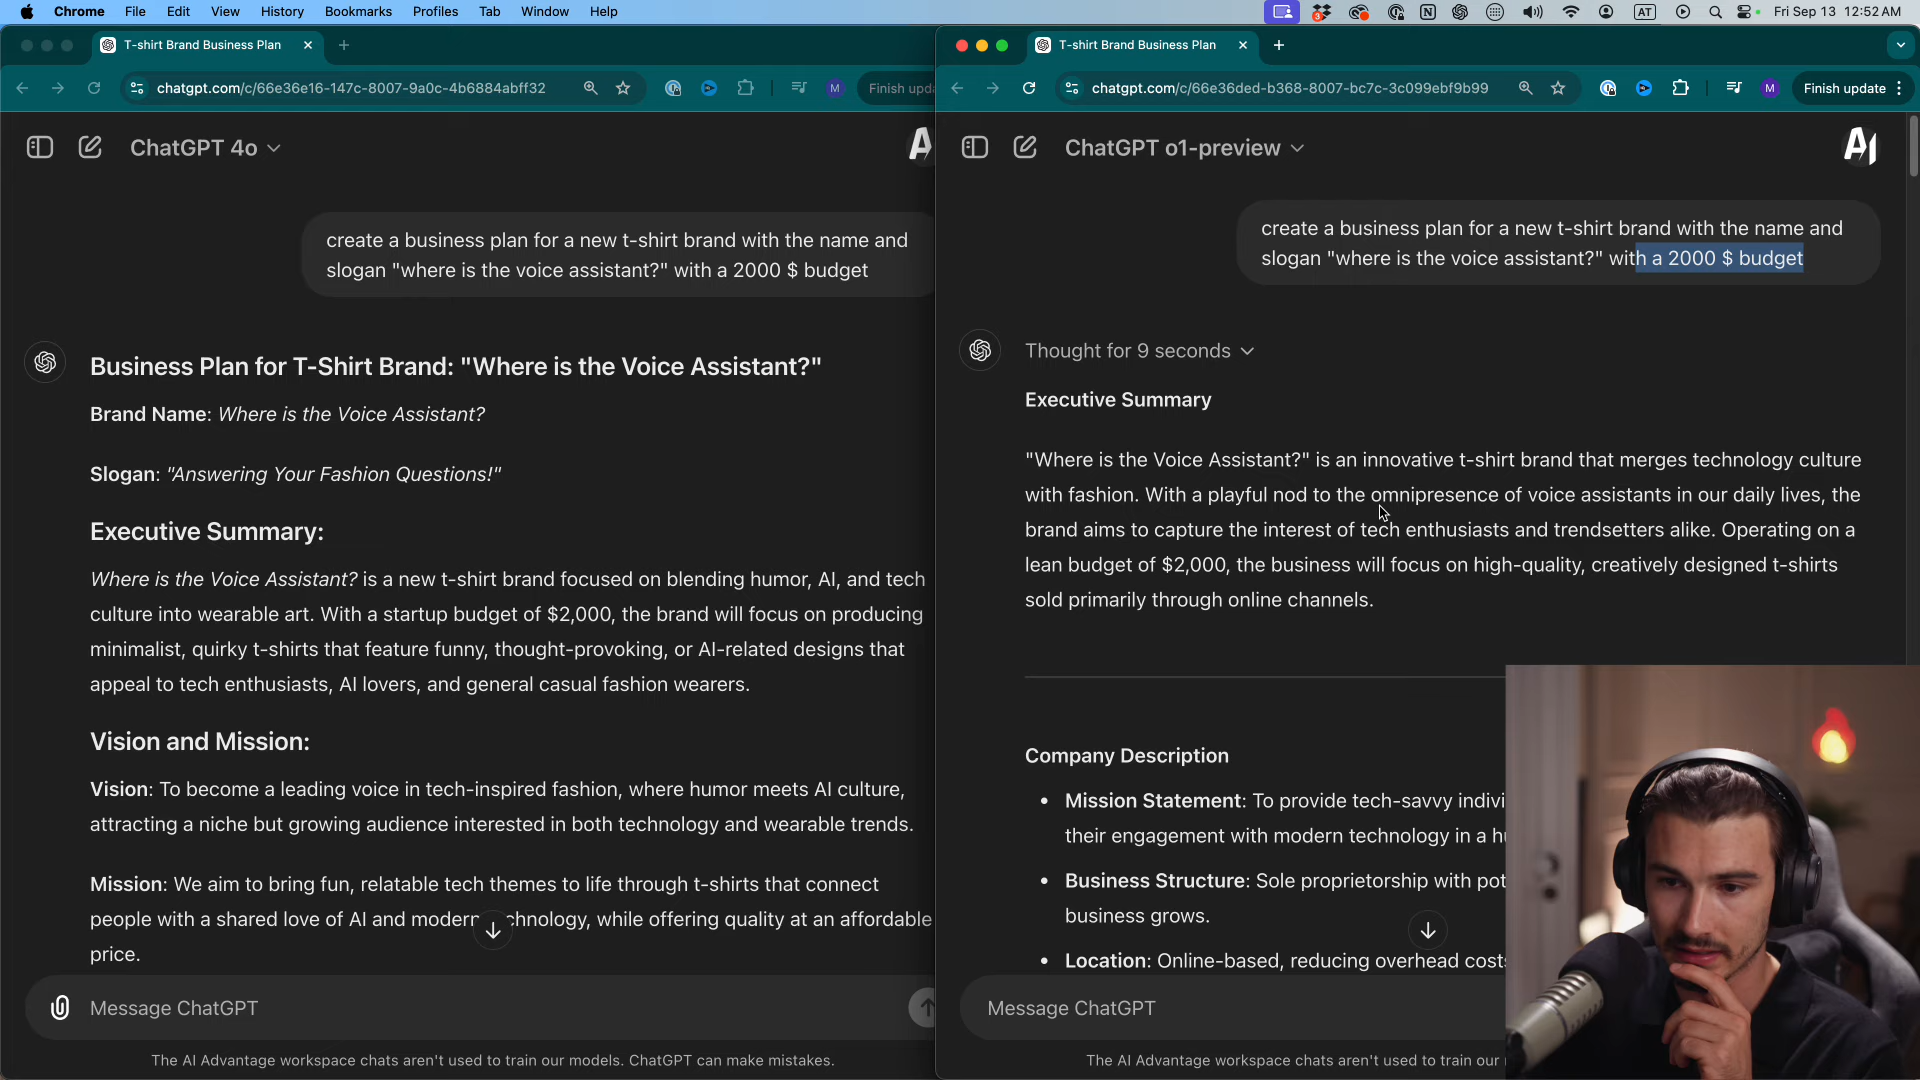 Chrome File Edit View History Bookmarks Profiles Tab Window Help
3 AT Fri Sep 13 12:52 AM
T-shirt Brand Business Plan
chatgpt.com/c/66e36e16-147c-8007-9a0c-4b6884abff32
M Finish upda
ChatGPT 4o
create a business plan for a new t-shirt brand with the name and
slogan "where is the voice assistant?" with a 2000 $ budget
Business Plan for T-Shirt Brand: "Where is the Voice Assistant?"
Brand Name: Where is the Voice Assistant?
Slogan: "Answering Your Fashion Questions!"
Executive Summary:
Where is the Voice Assistant? is a new t-shirt brand focused on blending humor, AI, and tech
culture into wearable art. With a startup budget of $2,000, the brand will focus on producing
minimalist, quirky t-shirts that feature funny, thought-provoking, or AI-related designs that
appeal to tech enthusiasts, AI lovers, and general casual fashion wearers.
Vision and Mission:
Vision: To become a leading voice in tech-inspired fashion, where humor meets AI culture,
attracting a niche but growing audience interested in both technology and wearable trends.
Mission: We aim to bring fun, relatable tech themes to life through t-shirts that connect
people with a shared love of AI and modern chnology, while offering quality at an affordable
price.
Message ChatGPT
The AI Advantage workspace chats aren't used to train our models. ChatGPT can make mistakes.
T-shirt Brand Business Plan
chatgpt.com/c/66e36ded-b368-8007-bc7c-3c099ebf9b99
M Finish update
ChatGPT o1-preview
AI
create a business plan for a new t-shirt brand with the name and
slogan "where is the voice assistant?" with a 2000 $ budget
Thought for 9 seconds
Executive Summary
"Where is the Voice Assistant?" is an innovative t-shirt brand that merges technology culture
with fashion. With a playful nod to the omnipresence of voice assistants in our daily lives, the
brand aims to capture the interest of tech enthusiasts and trendsetters alike. Operating on a
lean budget of $2,000, the business will focus on high-quality, creatively designed t-shirts
sold primarily through online channels.
Company Description
• Mission Statement: To provide tech-savvy indivi
their engagement with modern technology in a hu
• Business Structure: Sole proprietorship with pot
business grows.
• Location: Online-based, reducing overhead costs
Message ChatGPT
The AI Advantage workspace chats aren't used to train our